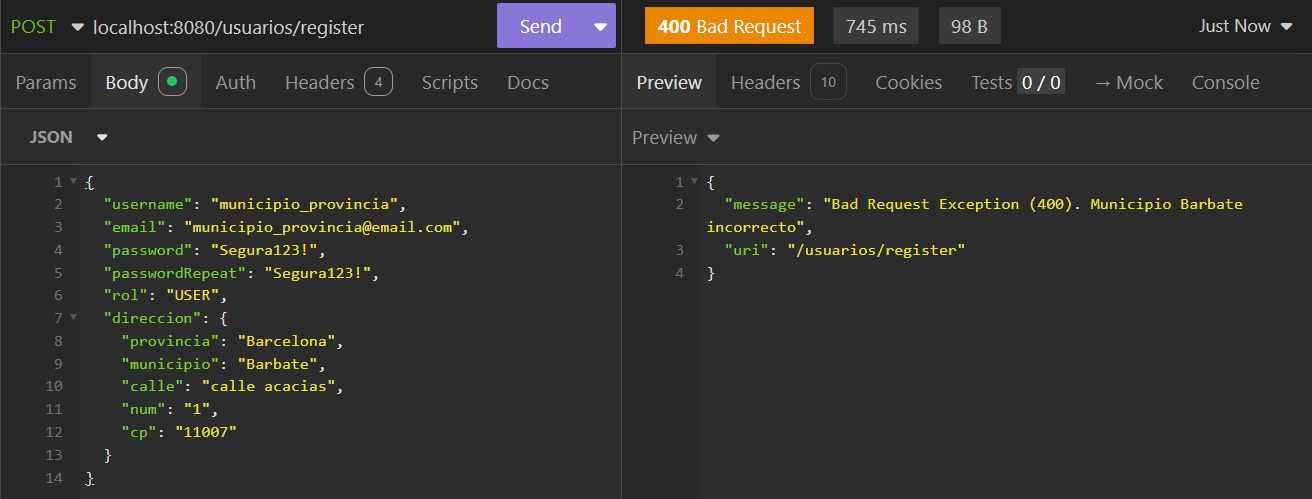 POST localhost:8080/usuarios/register Send 400 Bad Request 745 ms 98 B Just Now
Params Body Auth Headers 4 Scripts Docs Preview Headers 10 Cookies Tests 0 / 0 → Mock Console
JSON Preview
1 {
2 "username": "municipio_provincia",
3 "email": "municipio_provincia@email.com",
4 "password": "Segura123!",
5 "passwordRepeat": "Segura123!",
6 "rol": "USER",
7 "direccion": {
8 "provincia": "Barcelona",
9 "municipio": "Barbate",
10 "calle": "calle acacias",
11 "num": "1",
12 "cp": "11007"
13 }
14 }
1 {
2 "message": "Bad Request Exception (400). Municipio Barbate
incorrecto",
3 "uri": "/usuarios/register"
4 }